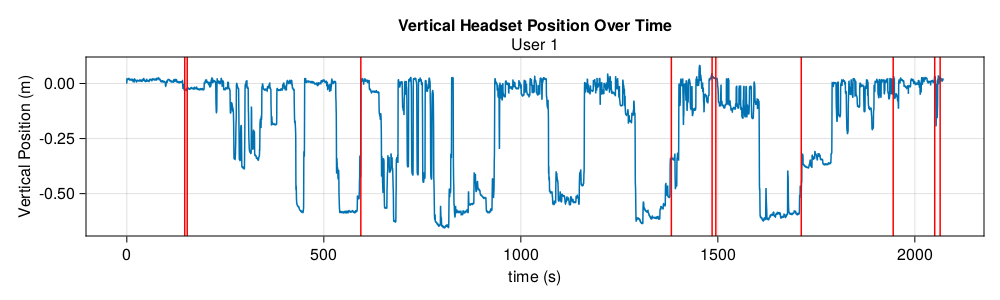 Vertical Headset Position Over Time
User 1
Vertical Position (m)
0.00
-0.25
-0.50
0
500
1000
1500
2000
time (s)